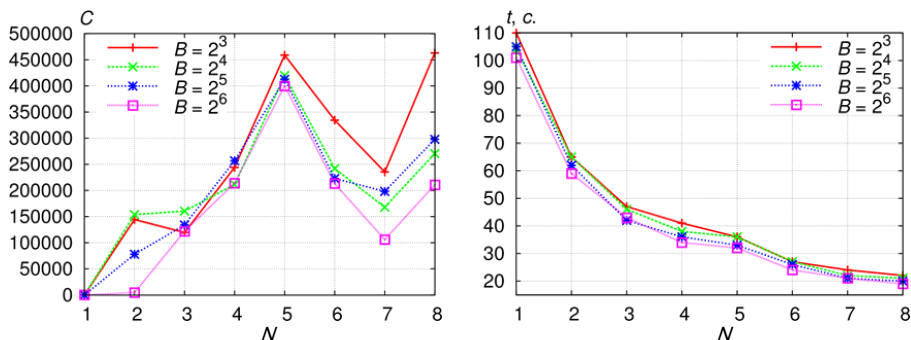 C
500000
450000
400000
350000
300000
250000
200000
150000
100000
50000
0
1 2 3 4 5 6 7 8
N
B = 2^3
B = 2^4
B = 2^5
B = 2^6
t, c.
110
100
90
80
70
60
50
40
30
20
1 2 3 4 5 6 7 8
N
B = 2^3
B = 2^4
B = 2^5
B = 2^6